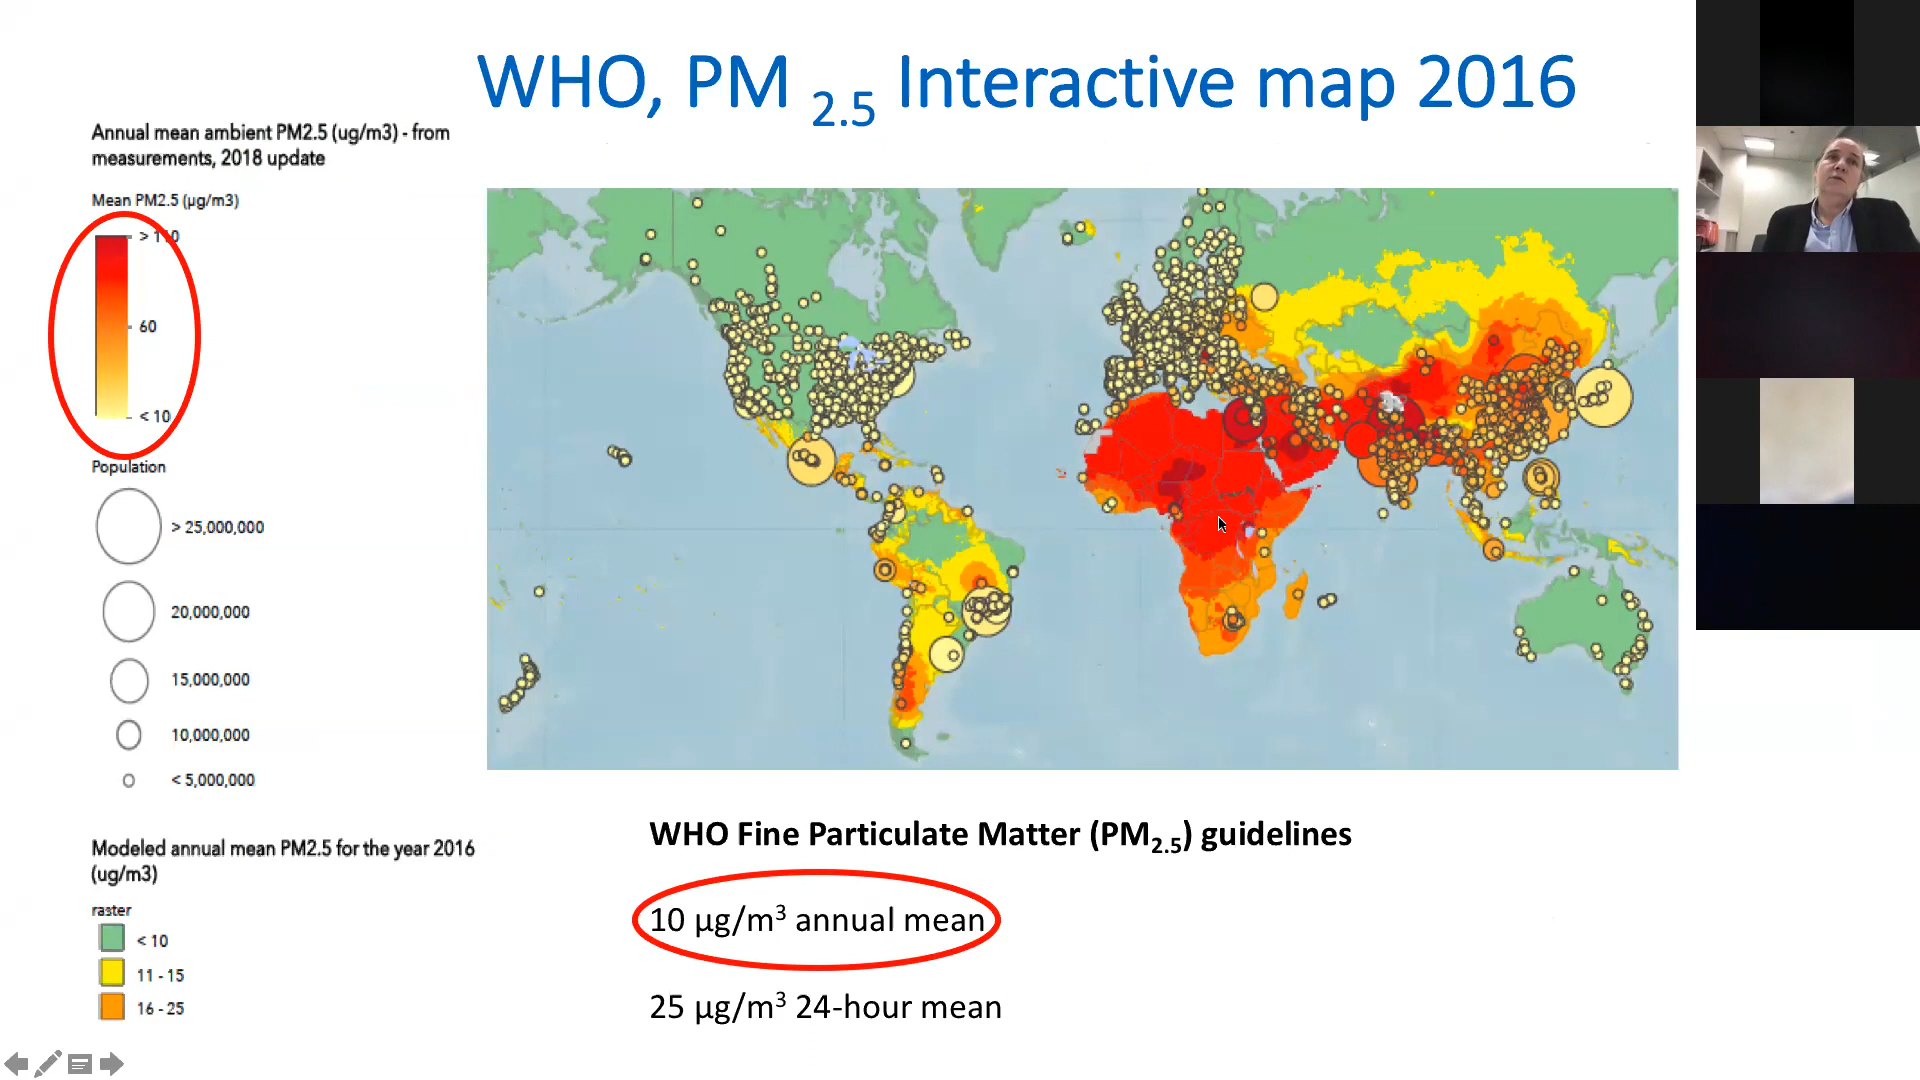 WHO, PM 2.5 Interactive map 2016
Annual mean ambient PM2.5 (ug/m3) - from
measurements, 2018 update
Mean PM2.5 (µg/m3)
> 110
60
< 10
Population
> 25,000,000
20,000,000
15,000,000
10,000,000
< 5,000,000
Modeled annual mean PM2.5 for the year 2016
(ug/m3)
raster
< 10
11 - 15
16 - 25
WHO Fine Particulate Matter (PM2.5) guidelines
10 µg/m³ annual mean
25 µg/m³ 24-hour mean